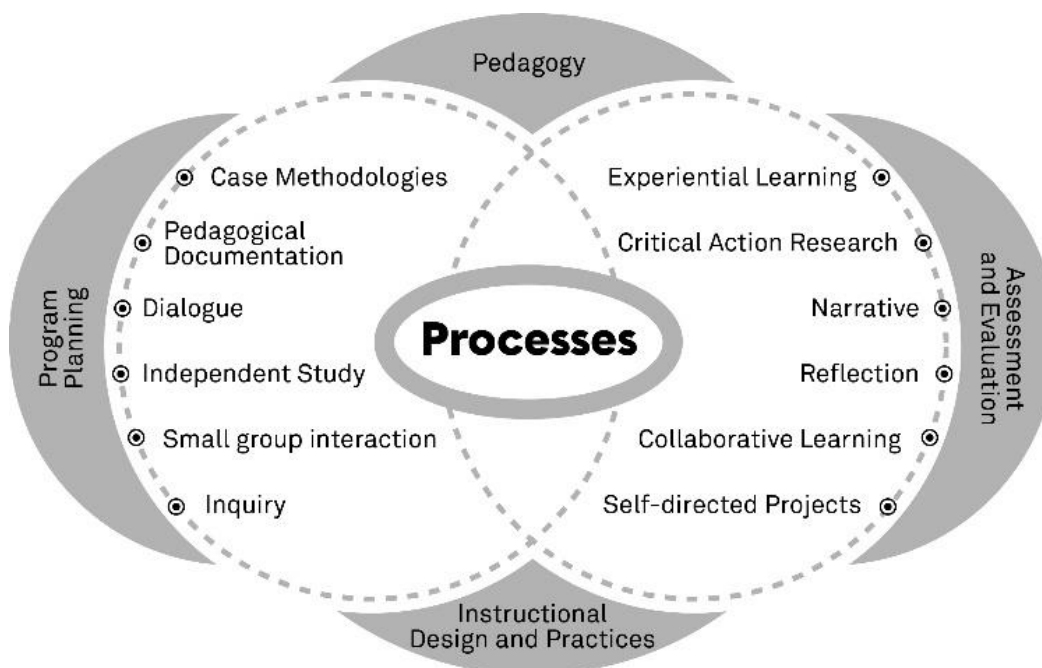 Pedagogy
Program
Planning
Case Methodologies
Pedagogical
Documentation
Dialogue
Independent Study
Small group interaction
Inquiry
Processes
Experiential Learning
Critical Action Research
Narrative
Reflection
Collaborative Learning
Self-directed Projects
Assessment
and Evaluation
Instructional
Design and Practices